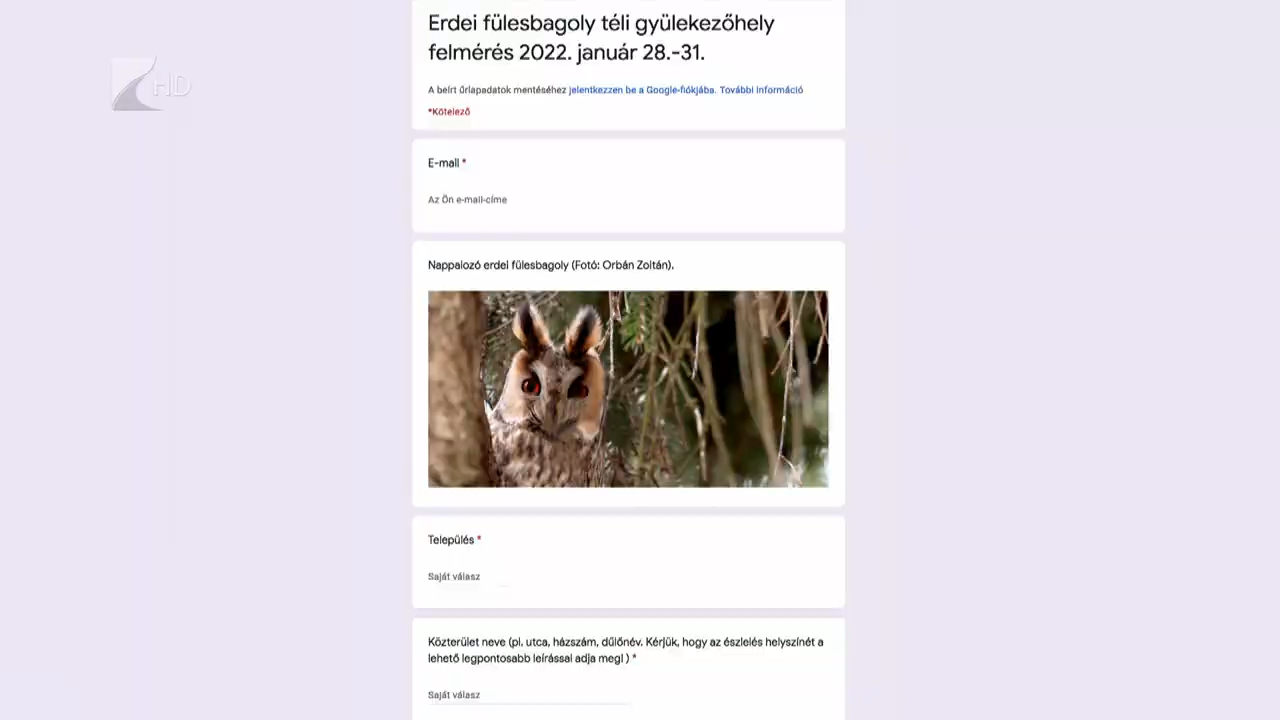 Erdei fülesbagoly téli gyülekezőhely
felmérés 2022. január 28.-31.
HD
A beírt űrlapadatok mentéséhez jelentkezzen be a Google-fiókjába. További információ
*Kötelező
E-mail *
Az Ön e-mail-címe
Nappalozó erdei fülesbagoly (Fotó: Orbán Zoltán).
Település *
Saját válasz
Közterület neve (pl. utca, házszám, dűlőnév. Kérjük, hogy az észlelés helyszínét a
lehető legpontosabb leírással adja meg! ) *
Saját válasz